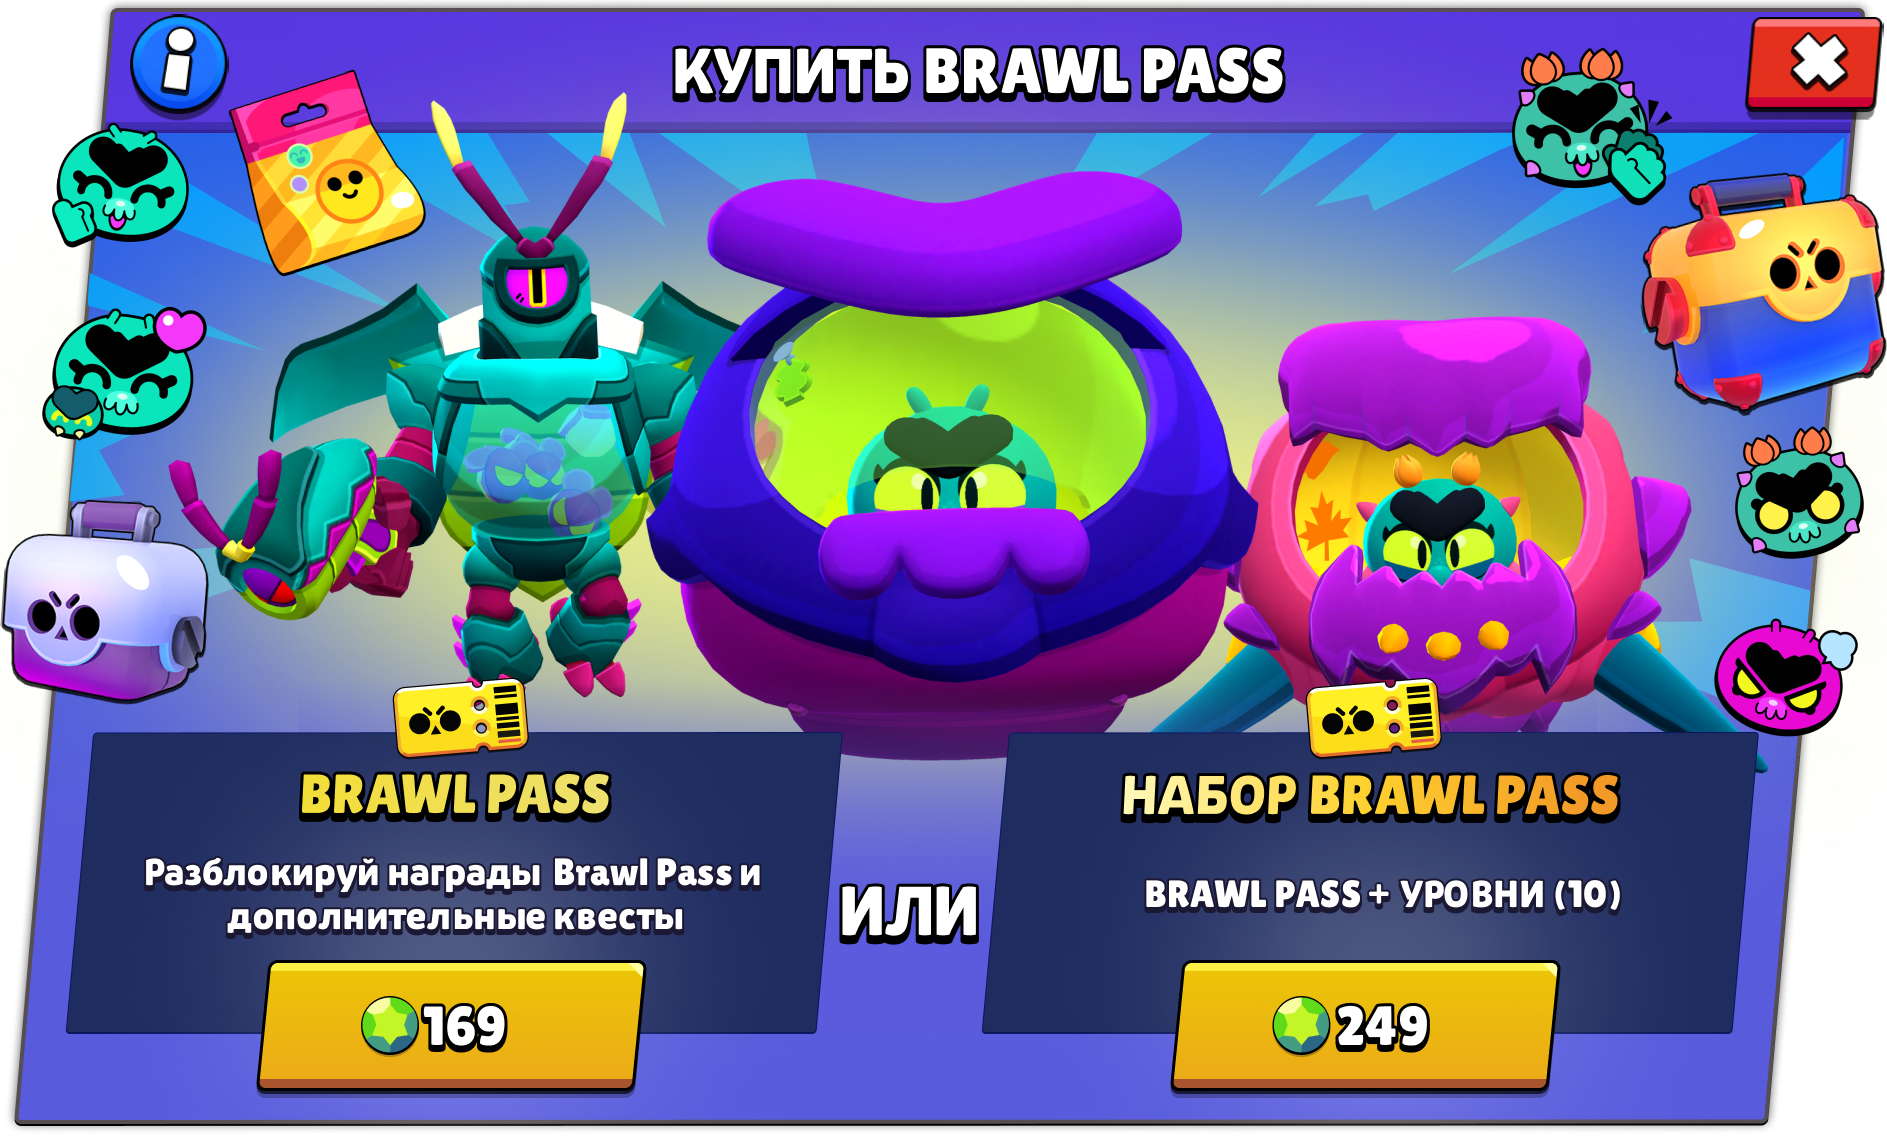 КУПИТЬ BRAWL PASS
BRAWL PASS
Разблокируй награды Brawl Pass и
дополнительные квесты
169
ИЛИ
НАБОР BRAWL PASS
BRAWL PASS + УРОВНИ (10)
249